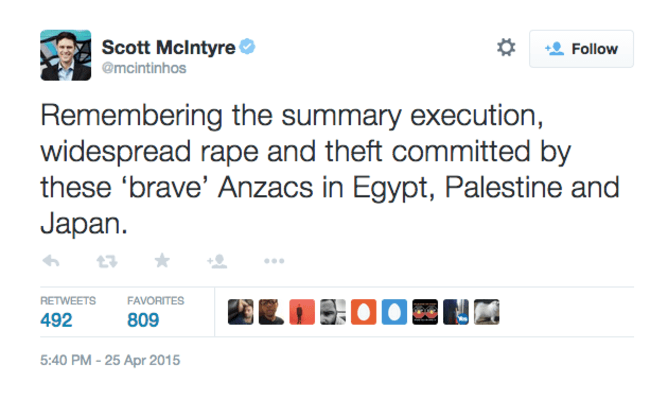 Scott McIntyre
@mcintinhos
Follow
Remembering the summary execution,
widespread rape and theft committed by
these ‘brave’ Anzacs in Egypt, Palestine and
Japan.
RETWEETS FAVORITES
492 809
5:40 PM - 25 Apr 2015